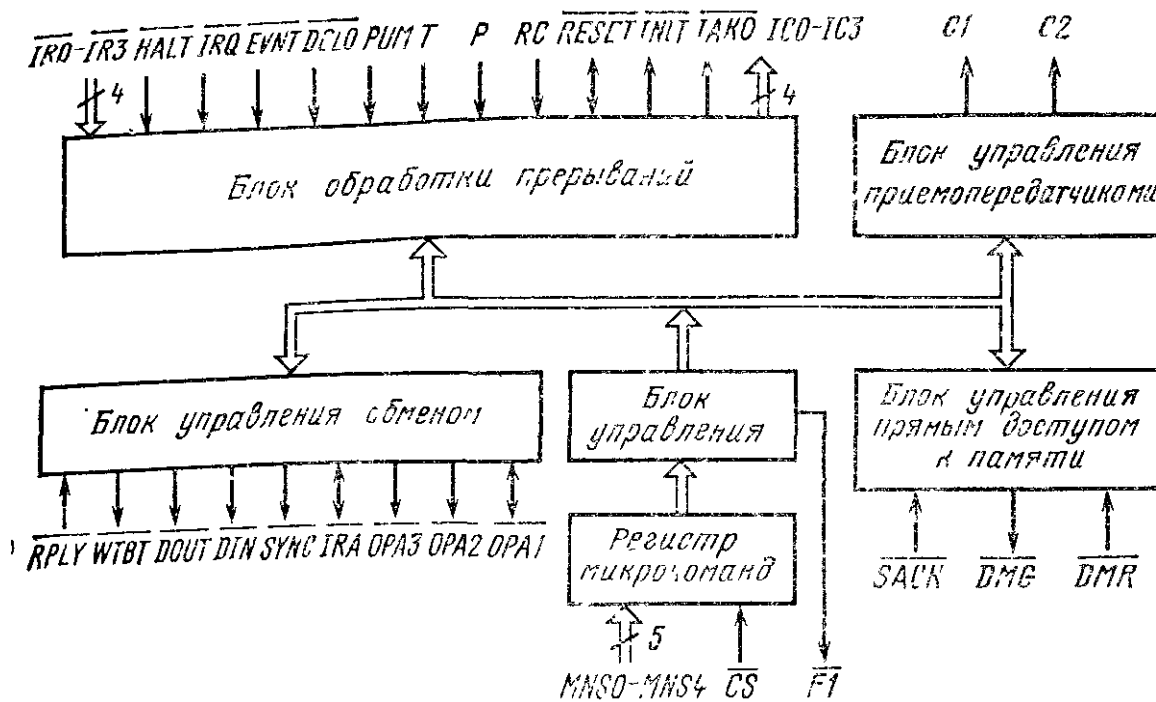 IR0-IR3 HALT IRQ EVNT DCLO PUM T P RC RESET INIT IAKO IC0-IC3 C1 C2
4
4
Блок обработки прерываний
Блок управления
приемопередатчиками
Блок управления обменом
Блок
управления
Блок управления
прямым доступом
к памяти
RPLY WTBT DOUT DIN SYNC IRA OPA3 OPA2 OPA1
Регистр
микрокоманд
SACK DMG DMR
5
MNS0-MNS4 CS F1